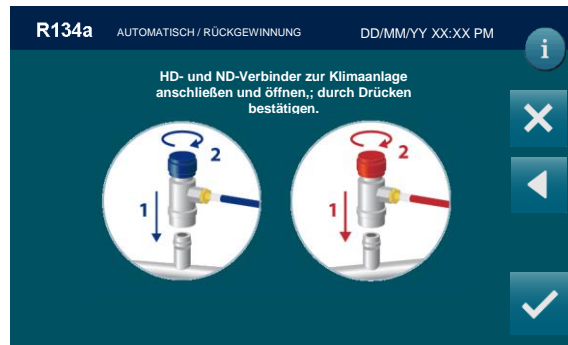 R134a AUTOMATISCH / RÜCKGEWINNUNG DD/MM/YY XX:XX PM
i
HD- und ND-Verbinder zur Klimaanlage
anschließen und öffnen,; durch Drücken
bestätigen.
2
1
2
1